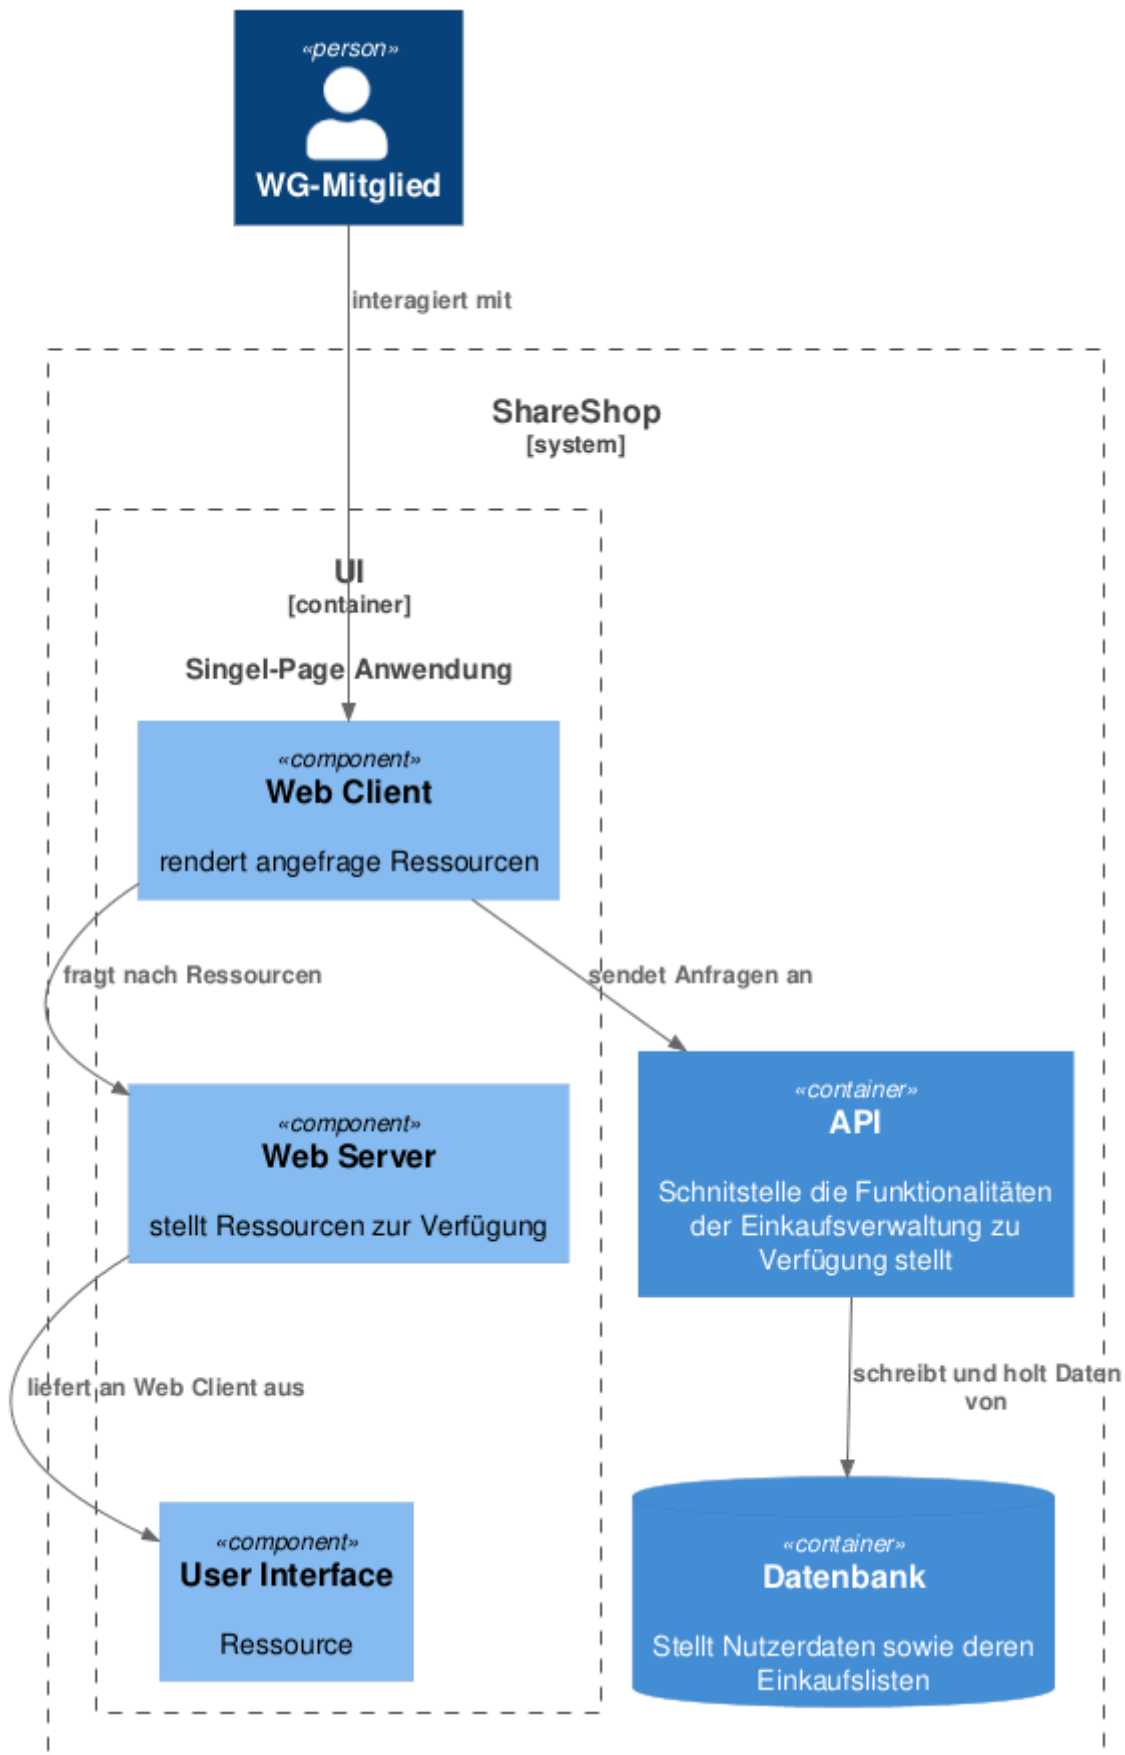 «person»
WG-Mitglied
interagiert mit
ShareShop
[system]
UI
[container]
Singel-Page Anwendung
«component»
Web Client
rendert angefrage Ressourcen
fragt nach Ressourcen
sendet Anfragen an
«component»
Web Server
stellt Ressourcen zur Verfügung
«container»
API
Schnitstelle die Funktionalitäten
der Einkaufsverwaltung zu
Verfügung stellt
liefert an Web Client aus
schreibt und holt Daten
von
«component»
User Interface
Ressource
«container»
Datenbank
Stellt Nutzerdaten sowie deren
Einkaufslisten